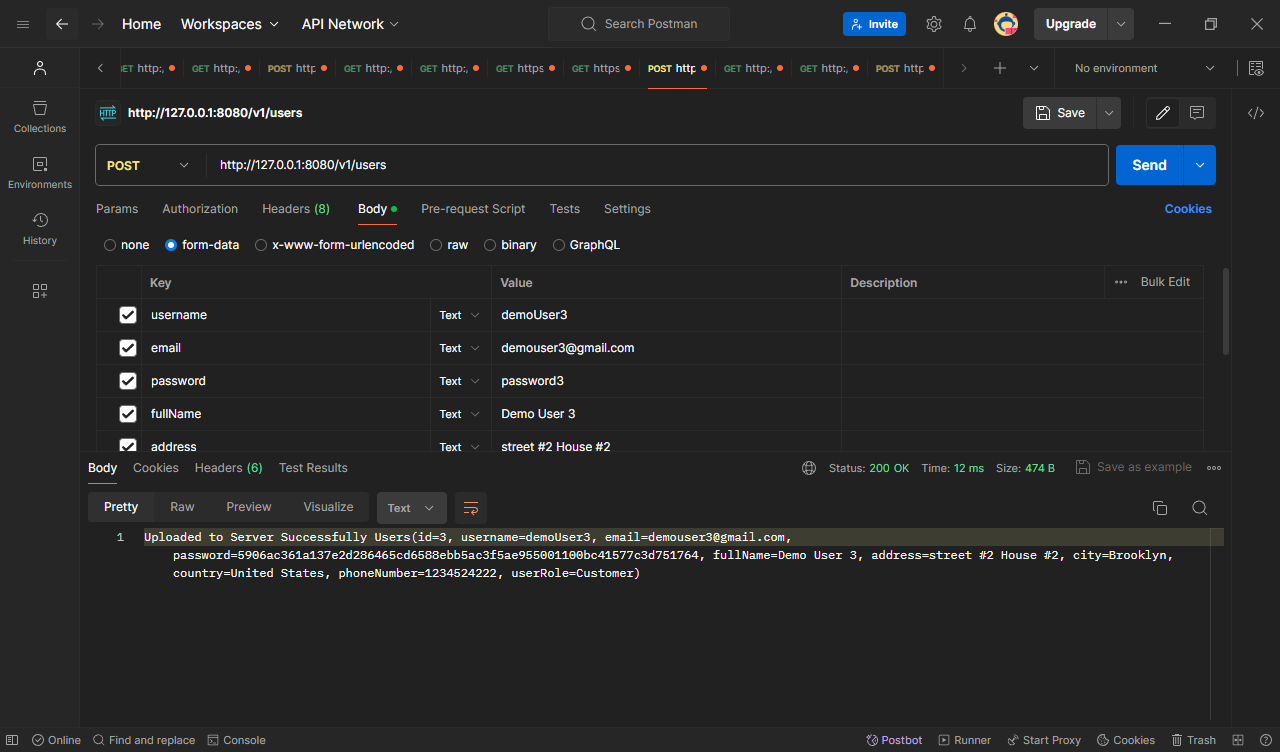 Home Workspaces API Network Search Postman Invite Upgrade
GET http:, GET http:, POST http GET http:, GET http:, GET https GET https POST http GET http:, GET http:, POST http No environment
HTTP http://127.0.0.1:8080/v1/users Save
Collections
Environments
History
POST http://127.0.0.1:8080/v1/users Send
Params Authorization Headers (8) Body Pre-request Script Tests Settings Cookies
none form-data x-www-form-urlencoded raw binary GraphQL
Key Value Description Bulk Edit
username Text demoUser3
email Text demouser3@gmail.com
password Text password3
fullName Text Demo User 3
address Text street #2 House #2
Body Cookies Headers (6) Test Results Status: 200 OK Time: 12 ms Size: 474 B Save as example
Pretty Raw Preview Visualize Text
1 Uploaded to Server Successfully Users(id=3, username=demoUser3, email=demouser3@gmail.com,
password=5906ac361a137e2d286465cd6588ebb5ac3f5ae955001100bc41577c3d751764, fullName=Demo User 3, address=street #2 House #2, city=Brooklyn,
country=United States, phoneNumber=1234524222, userRole=Customer)
Online Find and replace Console Postbot Runner Start Proxy Cookies Trash